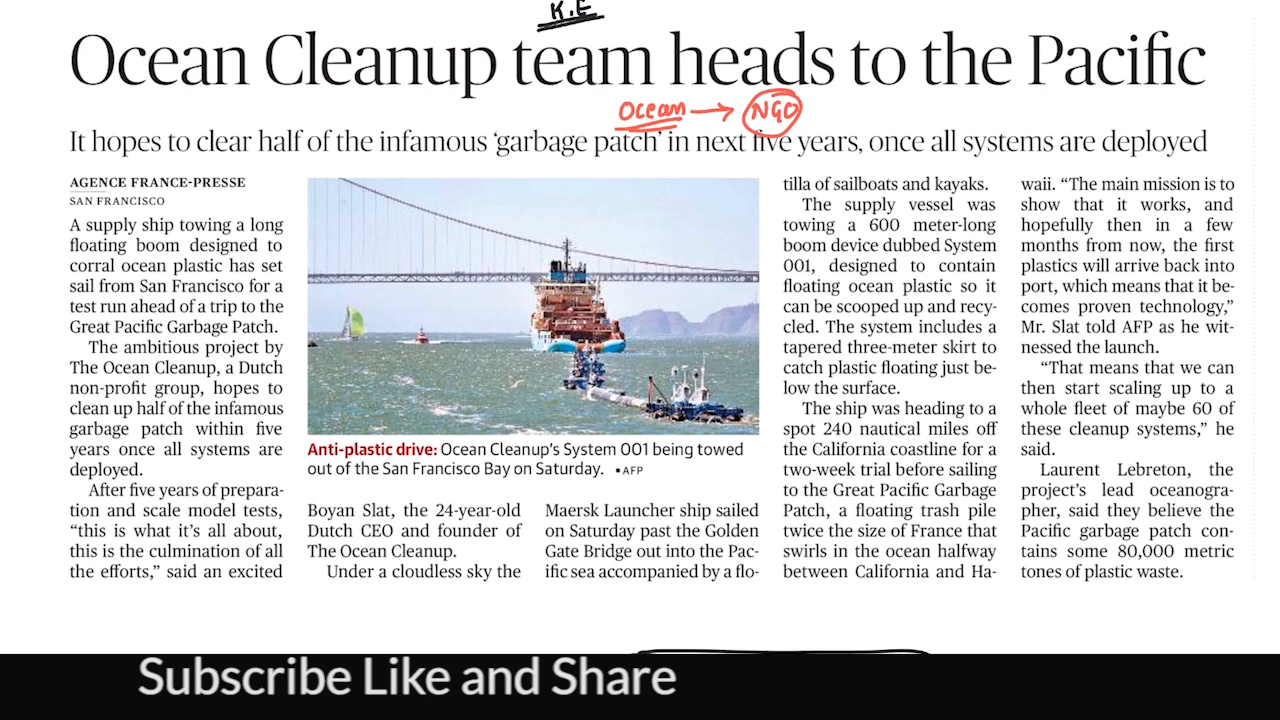 K.E
Ocean Cleanup team heads to the Pacific
Ocean → NGO
It hopes to clear half of the infamous ‘garbage patch’ in next five years, once all systems are deployed
AGENCE FRANCE-PRESSE
SAN FRANCISCO
A supply ship towing a long
floating boom designed to
corral ocean plastic has set
sail from San Francisco for a
test run ahead of a trip to the
Great Pacific Garbage Patch.
The ambitious project by
The Ocean Cleanup, a Dutch
non-profit group, hopes to
clean up half of the infamous
garbage patch within five
years once all systems are
deployed.
After five years of prepara-
tion and scale model tests,
“this is what it’s all about,
this is the culmination of all
the efforts,” said an excited
Anti-plastic drive: Ocean Cleanup’s System 001 being towed
out of the San Francisco Bay on Saturday. ▪AFP
Boyan Slat, the 24-year-old
Dutch CEO and founder of
The Ocean Cleanup.
Under a cloudless sky the
Maersk Launcher ship sailed
on Saturday past the Golden
Gate Bridge out into the Pac-
ific sea accompanied by a flo-
tilla of sailboats and kayaks.
The supply vessel was
towing a 600 meter-long
boom device dubbed System
001, designed to contain
floating ocean plastic so it
can be scooped up and recy-
cled. The system includes a
tapered three-meter skirt to
catch plastic floating just be-
low the surface.
The ship was heading to a
spot 240 nautical miles off
the California coastline for a
two-week trial before sailing
to the Great Pacific Garbage
Patch, a floating trash pile
twice the size of France that
swirls in the ocean halfway
between California and Ha-
waii. “The main mission is to
show that it works, and
hopefully then in a few
months from now, the first
plastics will arrive back into
port, which means that it be-
comes proven technology,”
Mr. Slat told AFP as he wit-
nessed the launch.
“That means that we can
then start scaling up to a
whole fleet of maybe 60 of
these cleanup systems,” he
said.
Laurent Lebreton, the
project’s lead oceanogra-
pher, said they believe the
Pacific garbage patch con-
tains some 80,000 metric
tones of plastic waste.
Subscribe Like and Share